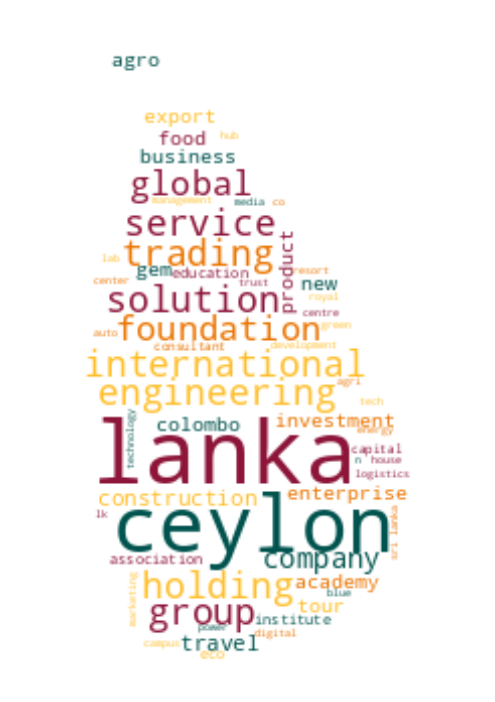 agro
export
food hub
business
global
management media co
service
trading
product
lab gem education resort
center trust new
solution royal
centre
auto foundation green
consultant development
international
agri
engineering tech
technology
colombo investment
energy
lanka capital
n house
logistics
construction enterprise
lk
ceylon sri lanka
association company
marketing holding academy
blue
group tour
power institute
digital
campus travel
eco